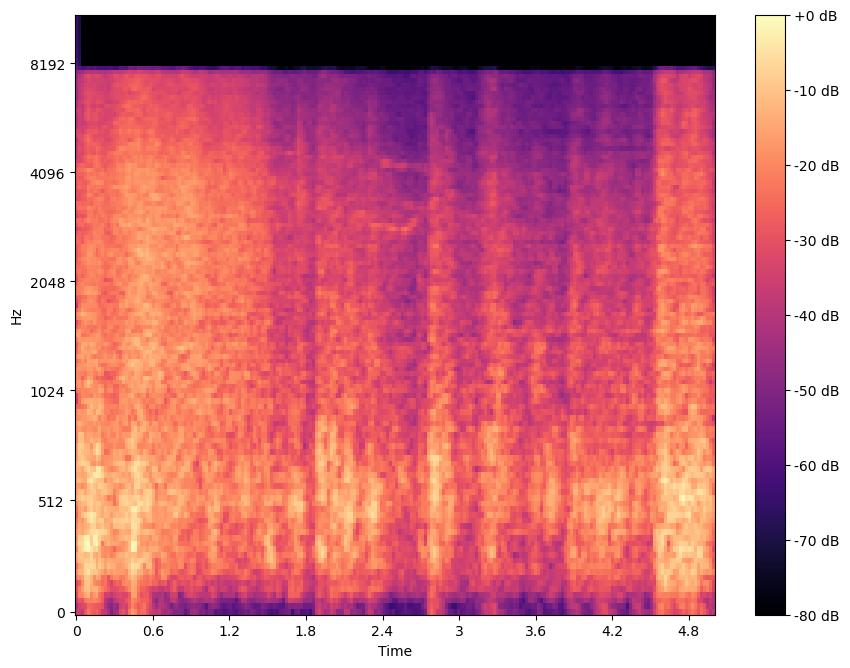 +0 dB
8192
-10 dB
4096
-20 dB
-30 dB
2048
Hz
-40 dB
1024
-50 dB
-60 dB
512
-70 dB
0
-80 dB
0 0.6 1.2 1.8 2.4 3 3.6 4.2 4.8
Time